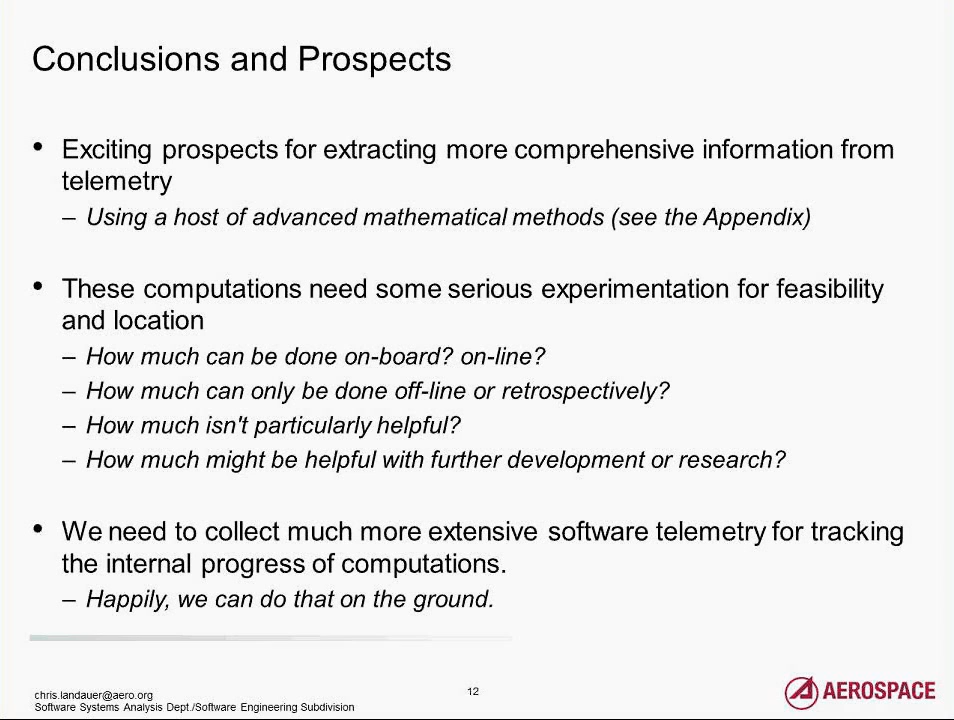 Conclusions and Prospects
• Exciting prospects for extracting more comprehensive information from
telemetry
– Using a host of advanced mathematical methods (see the Appendix)
• These computations need some serious experimentation for feasibility
and location
– How much can be done on-board? on-line?
– How much can only be done off-line or retrospectively?
– How much isn't particularly helpful?
– How much might be helpful with further development or research?
• We need to collect much more extensive software telemetry for tracking
the internal progress of computations.
– Happily, we can do that on the ground.
chris.landauer@aero.org
Software Systems Analysis Dept./Software Engineering Subdivision
12
AEROSPACE